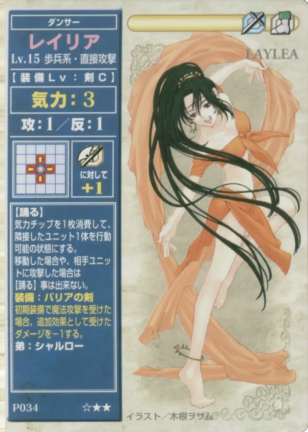 ダンサー
レイリア
Lv.15 歩兵系・直接攻撃
【装備Lv：剣C】
気力：3
攻：1／反：1
に対して
+1
【踊る】
気力チップを1枚消費して、
隣接したユニット1体を行動
可能の状態にする。
移動した場合や、相手ユニッ
トに攻撃した場合は
【踊る】事は出来ない。
装備：バリアの剣
初期装備で魔法攻撃を受けた
場合、追加効果として受けた
ダメージを－1する。
弟：シャルロー
P034
☆★★
LAYLEA
イラスト／木根ヲサム